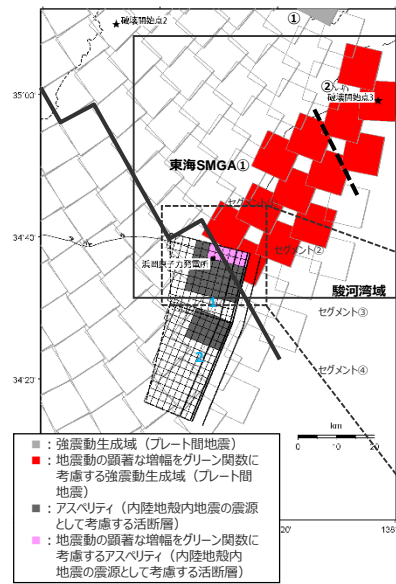 ①
★破壊開始点2
35°00'
②
破壊開始点3
東海SMGA①
セグメント①
34°40'
セグメント②
浜岡原子力発電所
駿河湾域
1
セグメント③
2
34°20'
セグメント④
km
0 10 20
■：強震動生成域（プレート間地震）
■：地震動の顕著な増幅をグリーン関数に
考慮する強震動生成域（プレート間
地震）
■：アスペリティ（内陸地殻内地震の震源
として考慮する活断層）
■：地震動の顕著な増幅をグリーン関数に
考慮するアスペリティ（内陸地殻内
地震の震源として考慮する活断層）
20'
138°